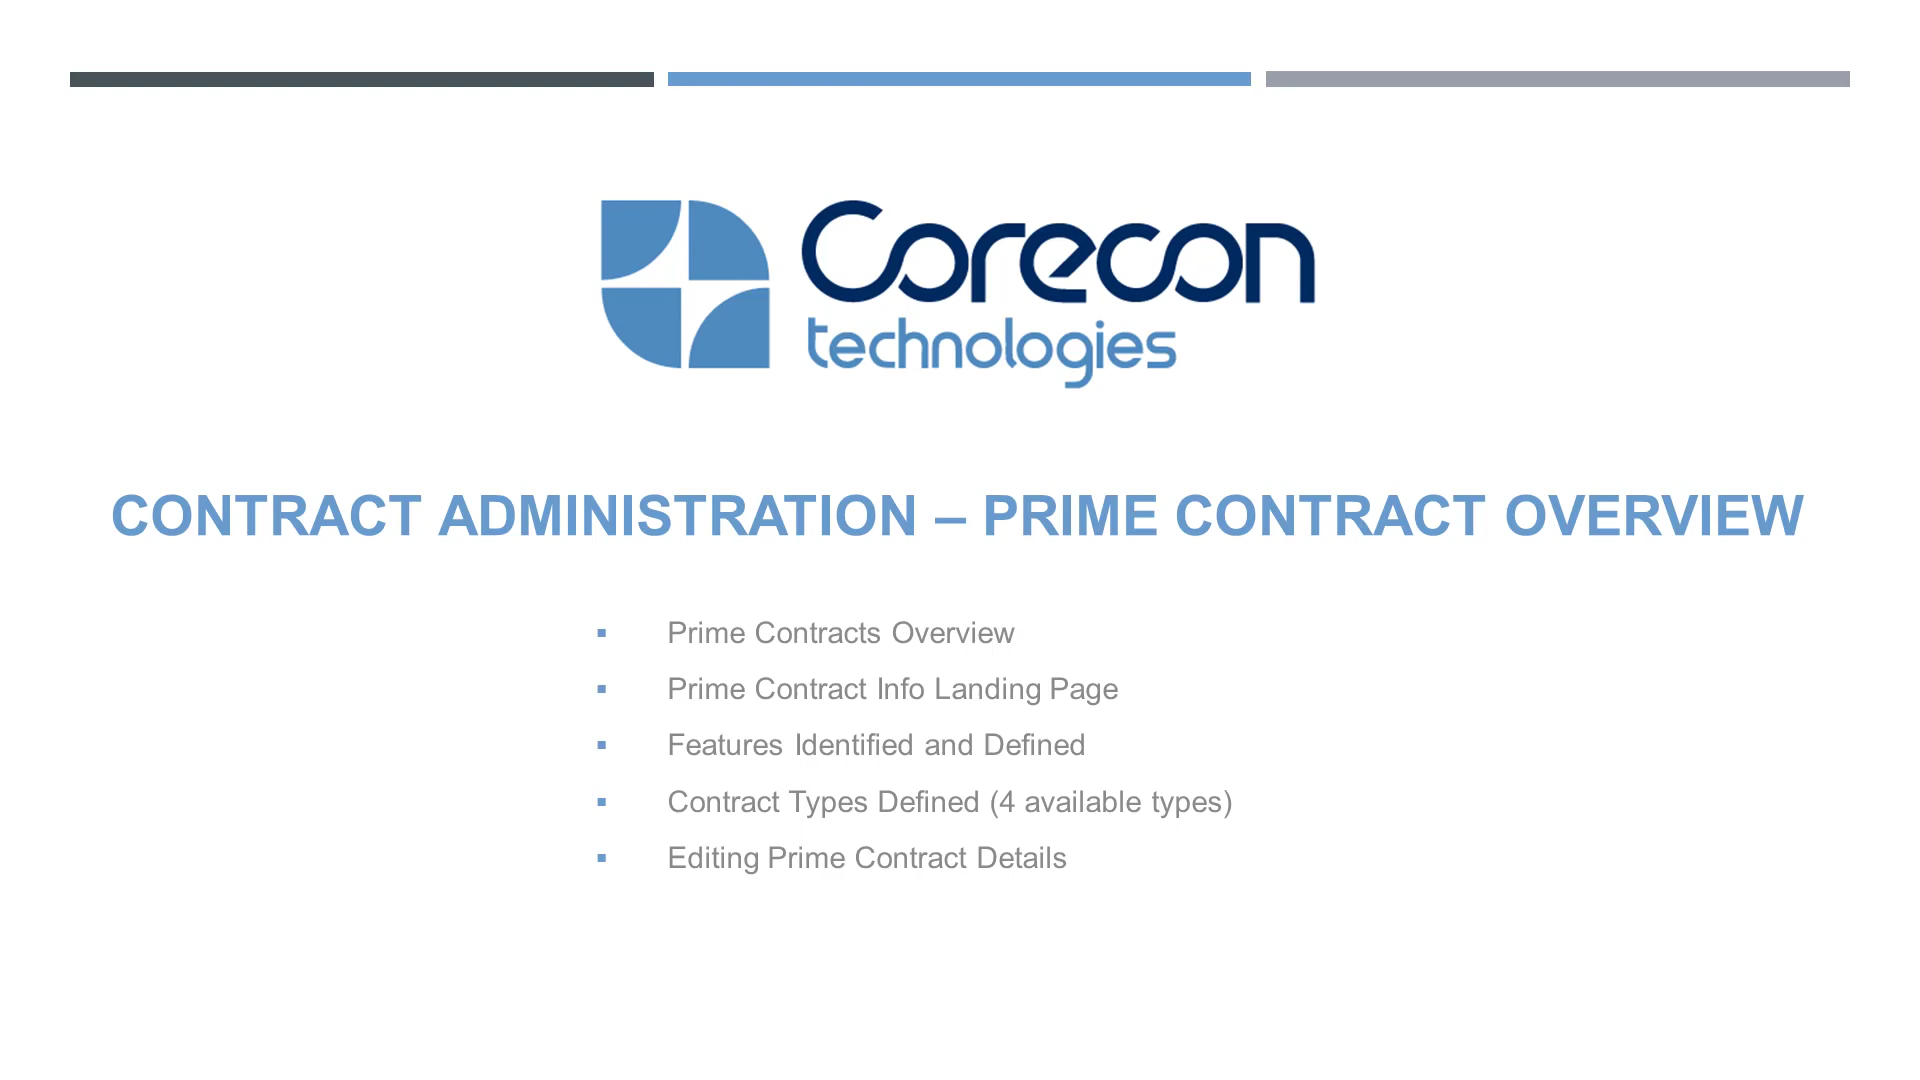 Corecon
technologies
CONTRACT ADMINISTRATION – PRIME CONTRACT OVERVIEW
▪ Prime Contracts Overview
▪ Prime Contract Info Landing Page
▪ Features Identified and Defined
▪ Contract Types Defined (4 available types)
▪ Editing Prime Contract Details